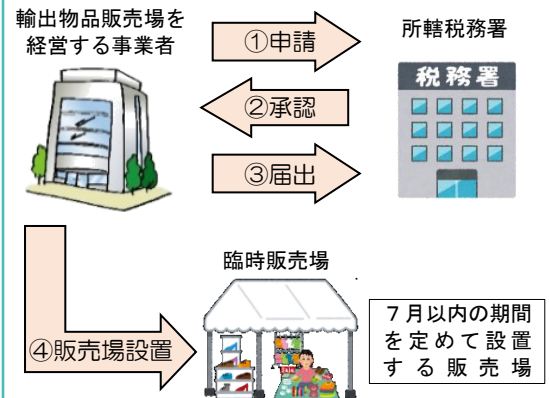 輸出物品販売場を
経営する事業者
①申請
所轄税務署
税務署
②承認
③届出
臨時販売場
④販売場設置
７月以内の期間
を定めて設置
する販売場